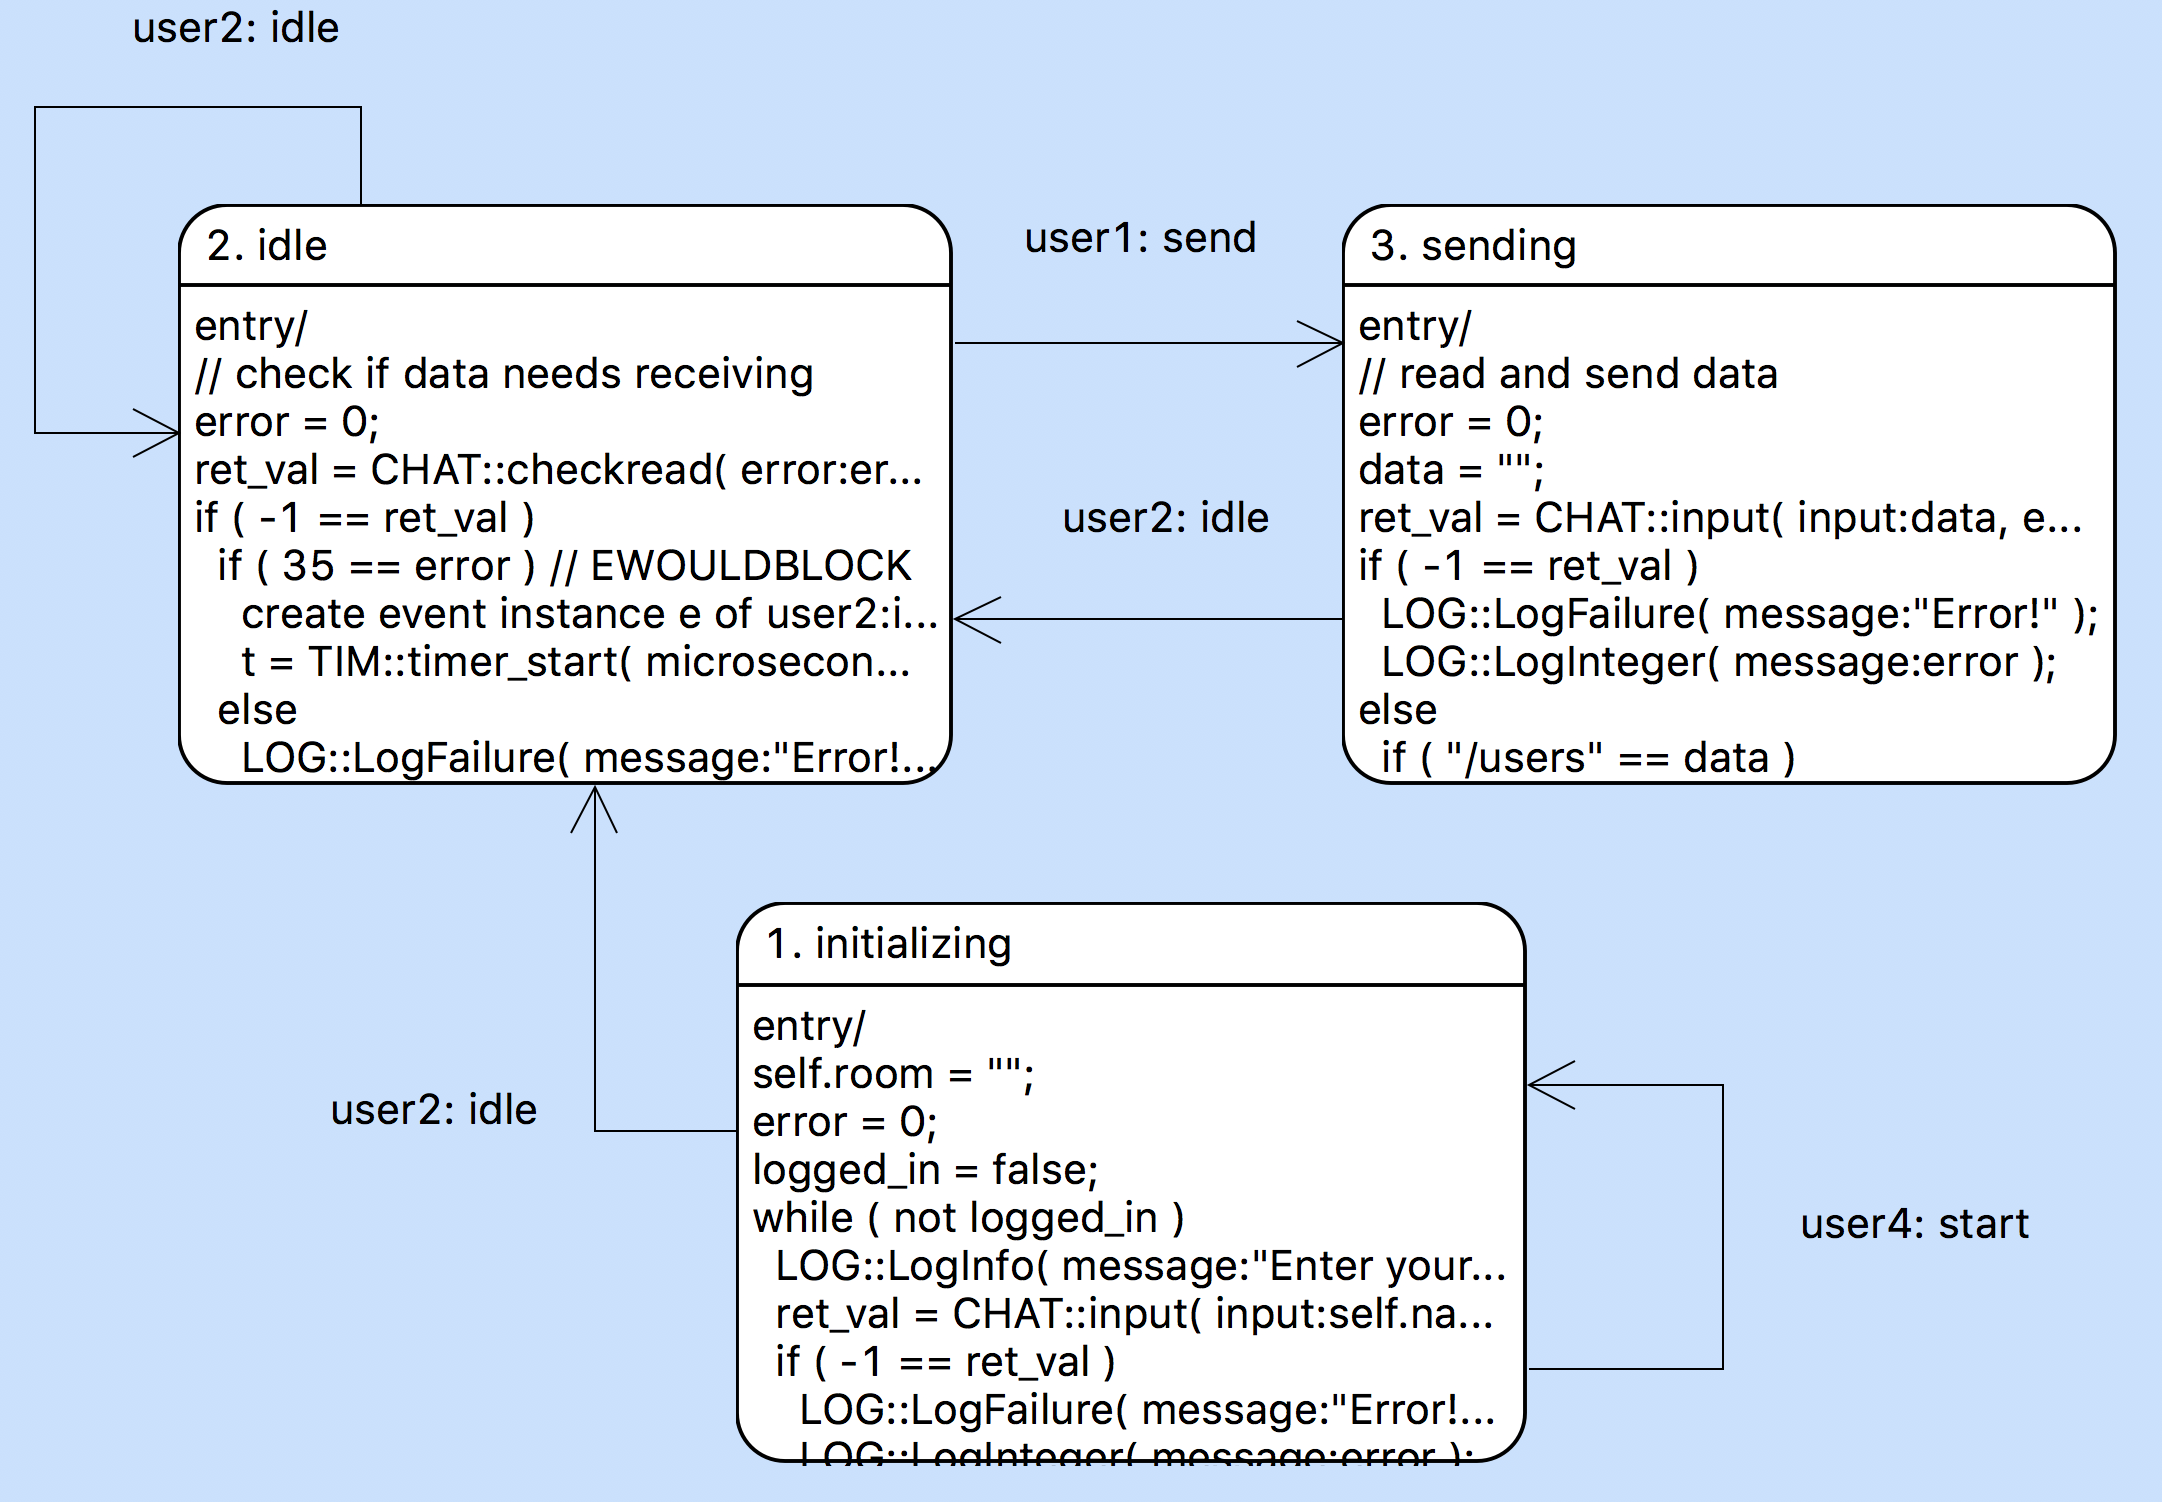 user2: idle
2. idle
entry/
// check if data needs receiving
error = 0;
ret_val = CHAT::checkread( error:er...
if ( -1 == ret_val )
if ( 35 == error ) // EWOULDBLOCK
create event instance e of user2:i...
t = TIM::timer_start( microsecon...
else
LOG::LogFailure( message:"Error!...
user1: send
user2: idle
3. sending
entry/
// read and send data
error = 0;
data = "";
ret_val = CHAT::input( input:data, e...
if ( -1 == ret_val )
LOG::LogFailure( message:"Error!" );
LOG::LogInteger( message:error );
else
if ( "/users" == data )
user2: idle
1. initializing
entry/
self.room = "";
error = 0;
logged_in = false;
while ( not logged_in )
LOG::LogInfo( message:"Enter your...
ret_val = CHAT::input( input:self.na...
if ( -1 == ret_val )
LOG::LogFailure( message:"Error!...
LOG::LogInteger( message:error );
user4: start